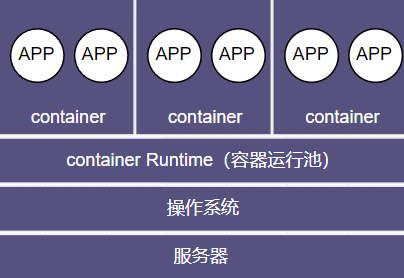 APP APP APP APP APP APP
container container container
container Runtime（容器运行池）
操作系统
服务器